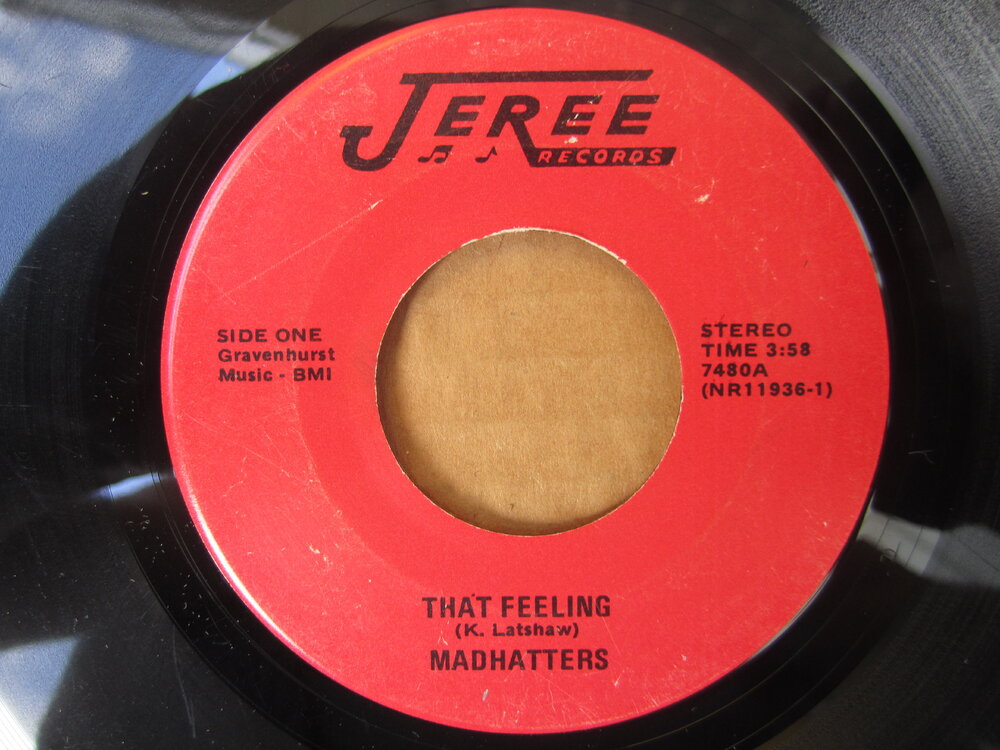 JEREE
RECORDS
SIDE ONE
Gravenhurst
Music - BMI
STEREO
TIME 3:58
7480A
(NR11936-1)
THAT FEELING
(K. Latshaw)
MADHATTERS